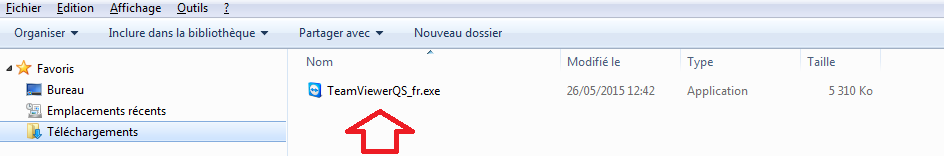 Fichier Edition Affichage Outils ?
Organiser Inclure dans la bibliothèque Partager avec Nouveau dossier
Favoris
Bureau
Emplacements récents
Téléchargements
Nom Modifié le Type Taille
TeamViewerQS_fr.exe 26/05/2015 12:42 Application 5 310 Ko